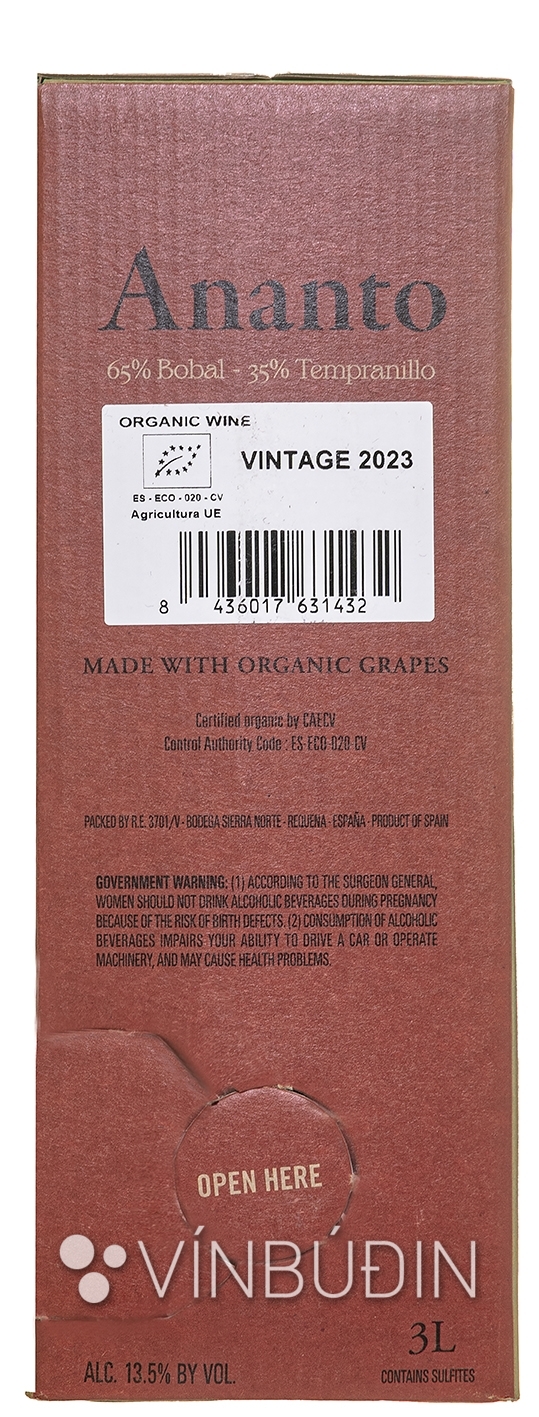 Ananto
65% Bobal - 35% Tempranillo
ORGANIC WINE
VINTAGE 2023
ES - ECO - 020 - CV
Agricultura UE
8 436017 631432
MADE WITH ORGANIC GRAPES
Certified organic by CAECV
Control Authority Code : ES-ECO-020-CV
PACKED BY R.E. 3701/V - BODEGA SIERRA NORTE - REQUENA - ESPAÑA - PRODUCT OF SPAIN
GOVERNMENT WARNING: (1) ACCORDING TO THE SURGEON GENERAL,
WOMEN SHOULD NOT DRINK ALCOHOLIC BEVERAGES DURING PREGNANCY
BECAUSE OF THE RISK OF BIRTH DEFECTS. (2) CONSUMPTION OF ALCOHOLIC
BEVERAGES IMPAIRS YOUR ABILITY TO DRIVE A CAR OR OPERATE
MACHINERY, AND MAY CAUSE HEALTH PROBLEMS.
OPEN HERE
VÍNBÚÐIN
3L
ALC. 13.5% BY VOL.
CONTAINS SULFITES